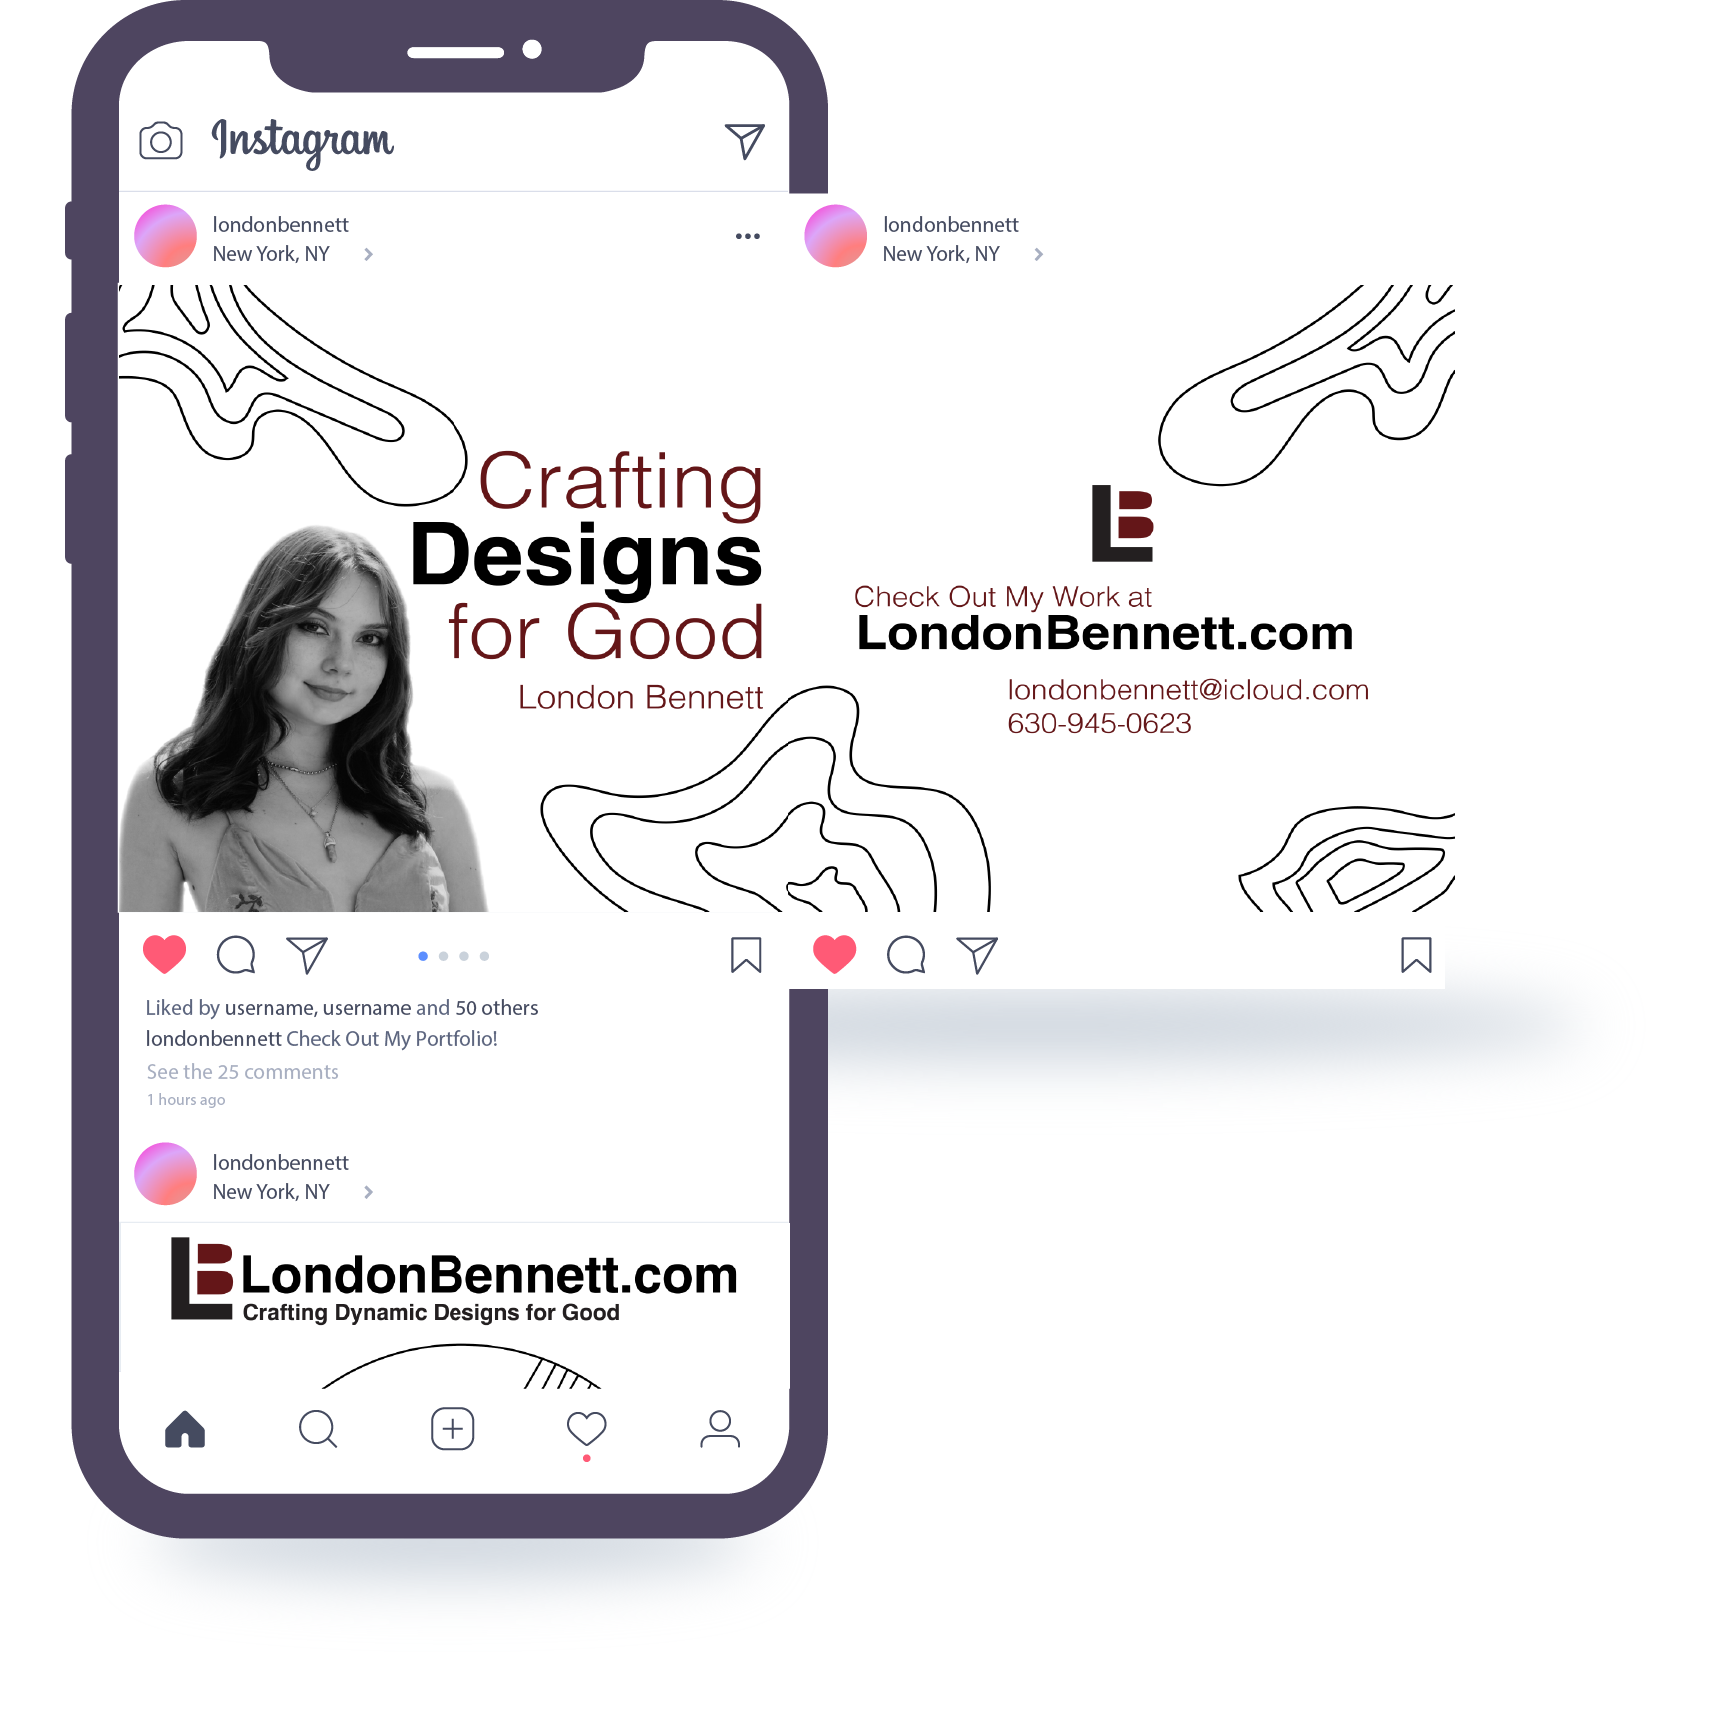 Instagram
londonbennett
New York, NY
Crafting
Designs
for Good
London Bennett
londonbennett
New York, NY
LB
Check Out My Work at
LondonBennett.com
londonbennett@icloud.com
630-945-0623
Liked by username, username and 50 others
londonbennett Check Out My Portfolio!
See the 25 comments
1 hours ago
londonbennett
New York, NY
LB
LondonBennett.com
Crafting Dynamic Designs for Good